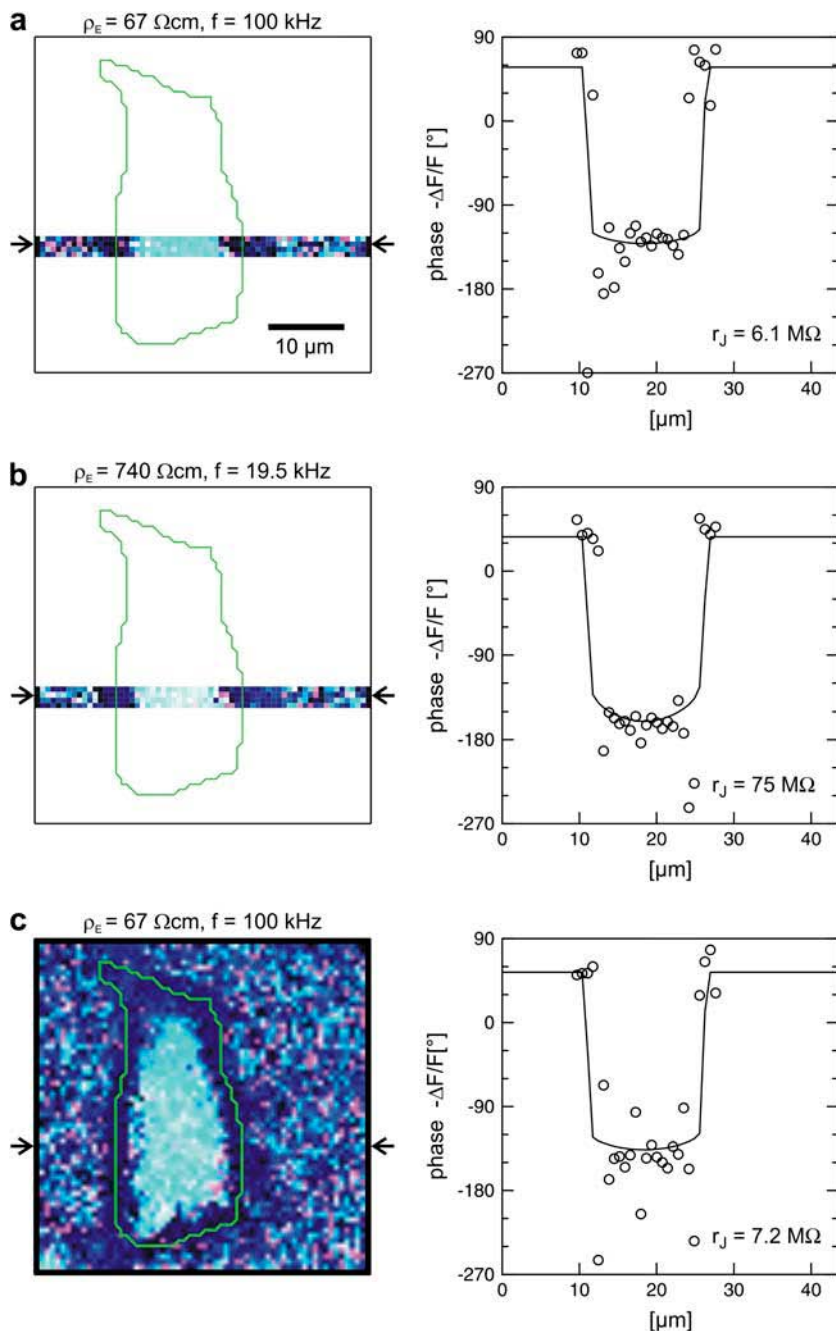 a
ρE = 67 Ωcm, f = 100 kHz
10 µm
phase -ΔF/F [°]
90
0
-90
-180
-270
rJ = 6.1 MΩ
0 10 20 30 40
[µm]
b
ρE = 740 Ωcm, f = 19.5 kHz
phase -ΔF/F [°]
90
0
-90
-180
-270
rJ = 75 MΩ
0 10 20 30 40
[µm]
c
ρE = 67 Ωcm, f = 100 kHz
phase -ΔF/F[°]
90
0
-90
-180
-270
rJ = 7.2 MΩ
0 10 20 30 40
[µm]